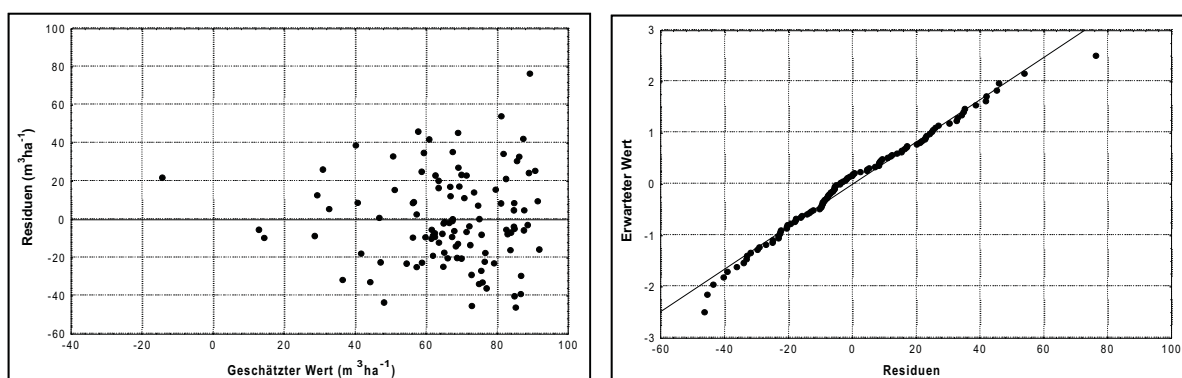 100
80
60
40
20
0
-20
-40
-60
-40 -20 0 20 40 60 80 100
Residuen (m³ha⁻¹)
Geschätzter Wert (m ³ha⁻¹)
3
2
1
0
-1
-2
-3
-60 -40 -20 0 20 40 60 80 100
Erwarteter Wert
Residuen